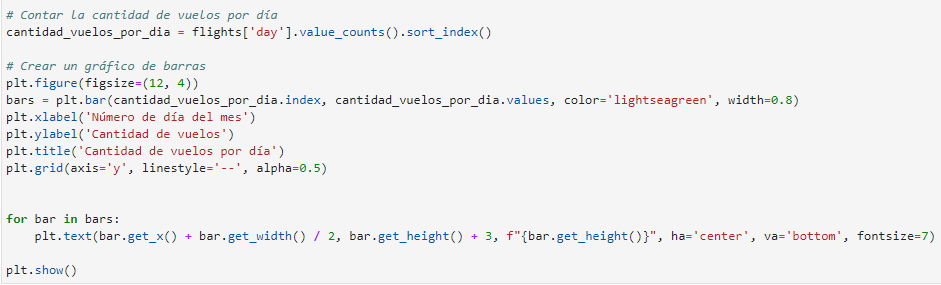 # Contar la cantidad de vuelos por día
cantidad_vuelos_por_dia = flights['day'].value_counts().sort_index()
# Crear un gráfico de barras
plt.figure(figsize=(12, 4))
bars = plt.bar(cantidad_vuelos_por_dia.index, cantidad_vuelos_por_dia.values, color='lightseagreen', width=0.8)
plt.xlabel('Número de día del mes')
plt.ylabel('Cantidad de vuelos')
plt.title('Cantidad de vuelos por día')
plt.grid(axis='y', linestyle='--', alpha=0.5)
for bar in bars:
    plt.text(bar.get_x() + bar.get_width() / 2, bar.get_height() + 3, f"{bar.get_height()}", ha='center', va='bottom', fontsize=7)
plt.show()